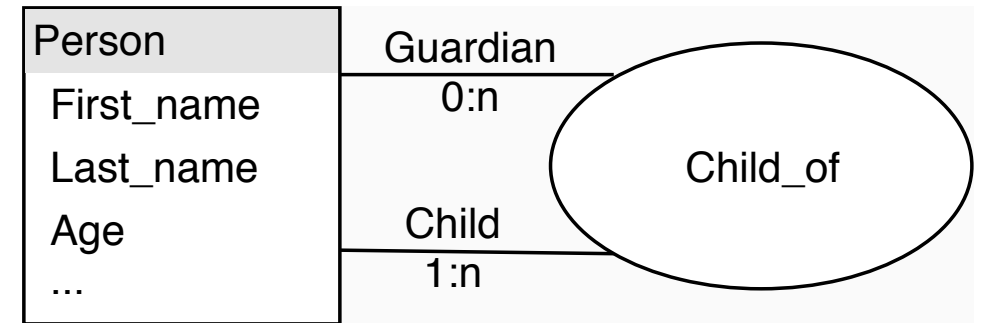 Person
First_name
Last_name
Age
...
Guardian
0:n
Child
1:n
Child_of